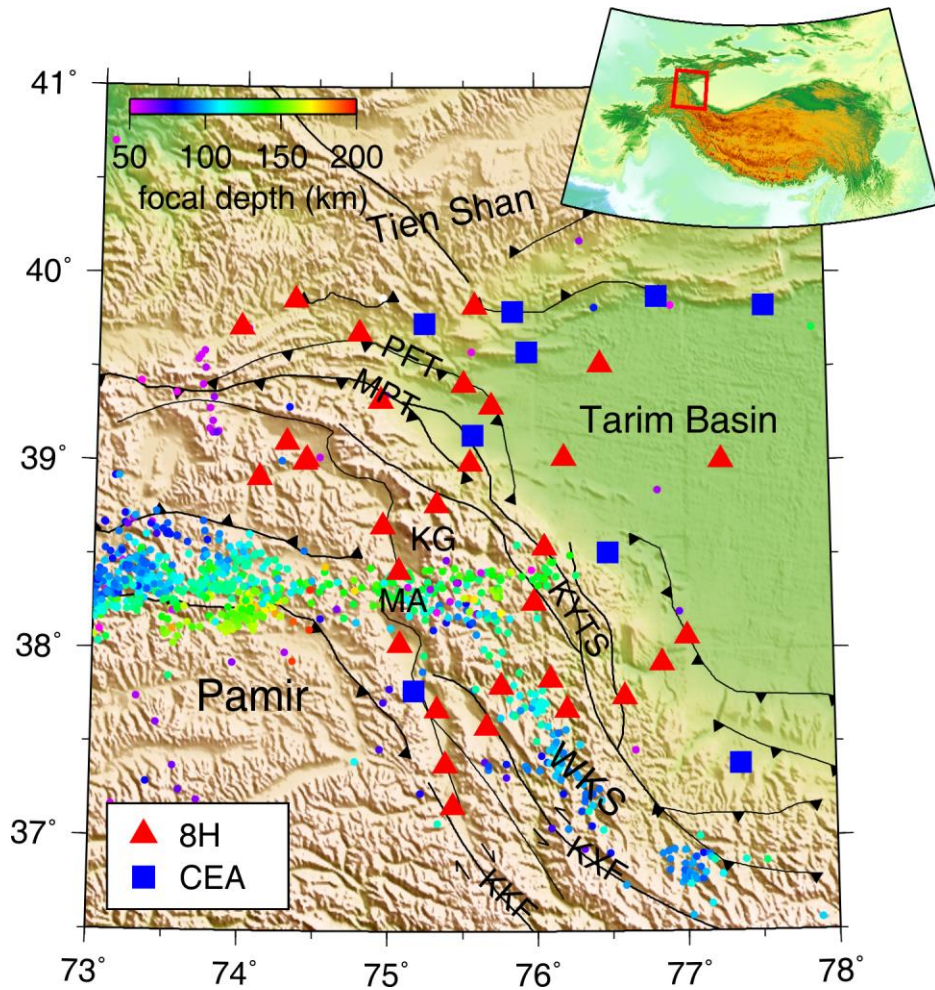 41°
50 100 150 200
focal depth (km)
Tien Shan
40°
PFT
MPT
Tarim Basin
39°
KG
MA
KYTS
38°
Pamir
WKS
37°
KXF
KKF
8H
CEA
73° 74° 75° 76° 77° 78°